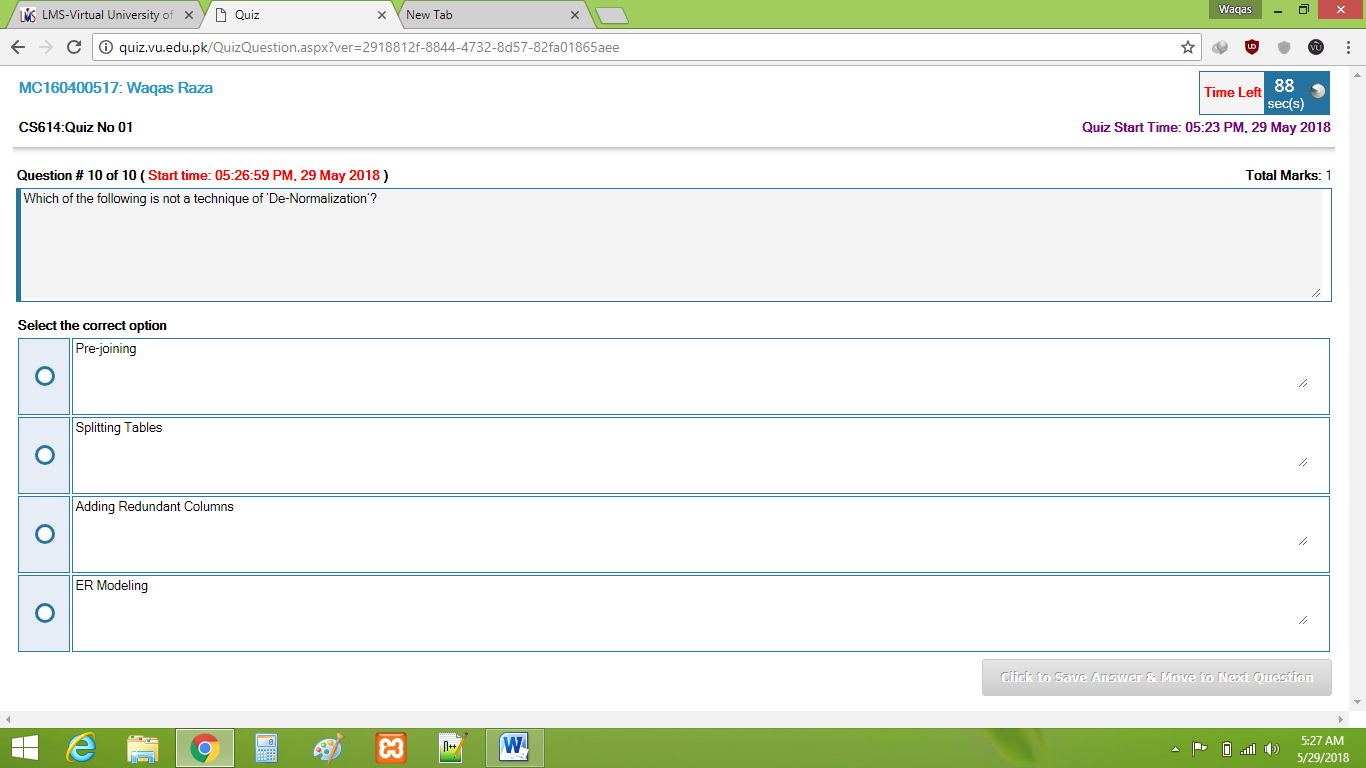 LMS-Virtual University of
Quiz
New Tab
Waqas
quiz.vu.edu.pk/QuizQuestion.aspx?ver=2918812f-8844-4732-8d57-82fa01865aee
MC160400517: Waqas Raza
Time Left
88
sec(s)
CS614:Quiz No 01
Quiz Start Time: 05:23 PM, 29 May 2018
Question # 10 of 10 ( Start time: 05:26:59 PM, 29 May 2018 )
Total Marks: 1
Which of the following is not a technique of 'De-Normalization'?
Select the correct option
Pre-joining
Splitting Tables
Adding Redundant Columns
ER Modeling
Click to Save Answer & Move to Next Question
5:27 AM
5/29/2018